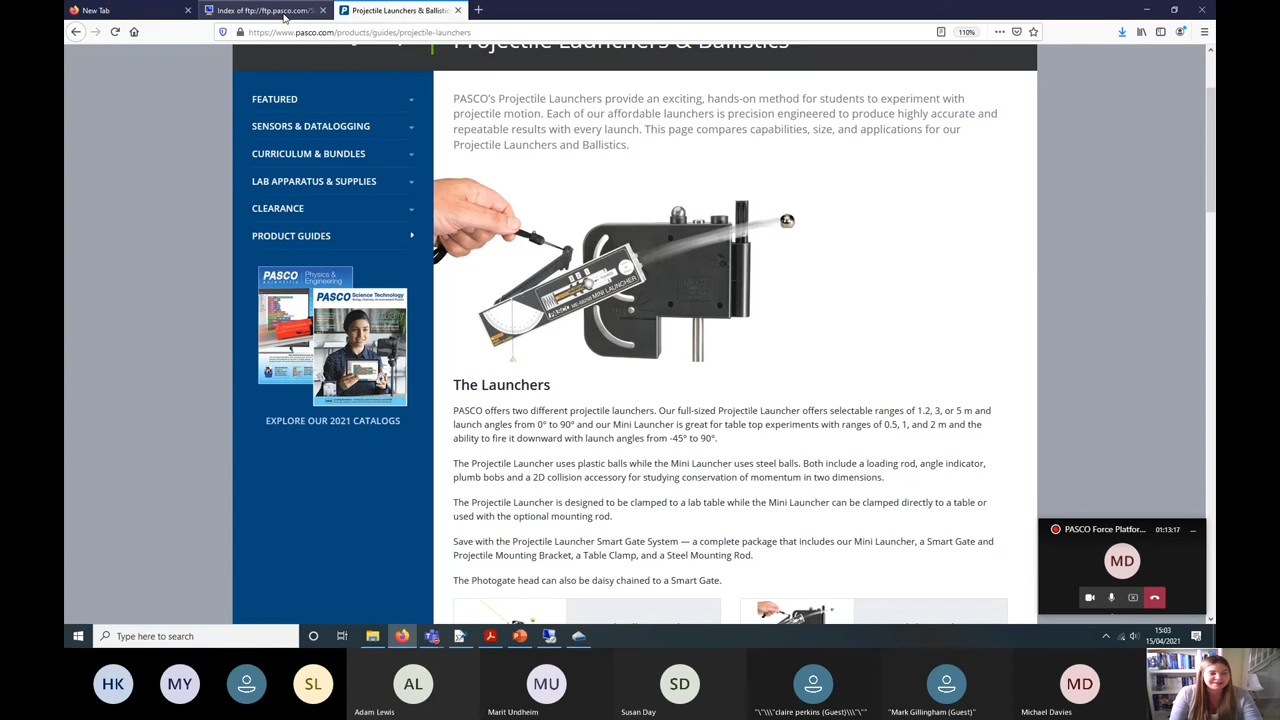 New Tab
Index of ftp://ftp.pasco.com/S
Projectile Launchers & Ballistic
https://www.pasco.com/products/guides/projectile-launchers
110%
Projectile Launchers & Ballistics
FEATURED
SENSORS & DATALOGGING
CURRICULUM & BUNDLES
LAB APPARATUS & SUPPLIES
CLEARANCE
PRODUCT GUIDES
PASCO Physics & Engineering
scientific
PASCO Science Technology
EXPLORE OUR 2021 CATALOGS
PASCO's Projectile Launchers provide an exciting, hands-on method for students to experiment with
projectile motion. Each of our affordable launchers is precision engineered to produce highly accurate and
repeatable results with every launch. This page compares capabilities, size, and applications for our
Projectile Launchers and Ballistics.
MINI LAUNCHER
The Launchers
PASCO offers two different projectile launchers. Our full-sized Projectile Launcher offers selectable ranges of 1.2, 3, or 5 m and
launch angles from 0° to 90° and our Mini Launcher is great for table top experiments with ranges of 0.5, 1, and 2 m and the
ability to fire it downward with launch angles from -45° to 90°.
The Projectile Launcher uses plastic balls while the Mini Launcher uses steel balls. Both include a loading rod, angle indicator,
plumb bobs and a 2D collision accessory for studying conservation of momentum in two dimensions.
The Projectile Launcher is designed to be clamped to a lab table while the Mini Launcher can be clamped directly to a table or
used with the optional mounting rod.
Save with the Projectile Launcher Smart Gate System — a complete package that includes our Mini Launcher, a Smart Gate and
Projectile Mounting Bracket, a Table Clamp, and a Steel Mounting Rod.
The Photogate head can also be daisy chained to a Smart Gate.
PASCO Force Platfor...
01:13:17
MD
Type here to search
15:03
15/04/2021
HK
MY
SL
AL
Adam Lewis
MU
Marit Undheim
SD
Susan Day
"\"\\\"claire perkins (Guest)\\\"\"
"Mark Gillingham (Guest)"
MD
Michael Davies